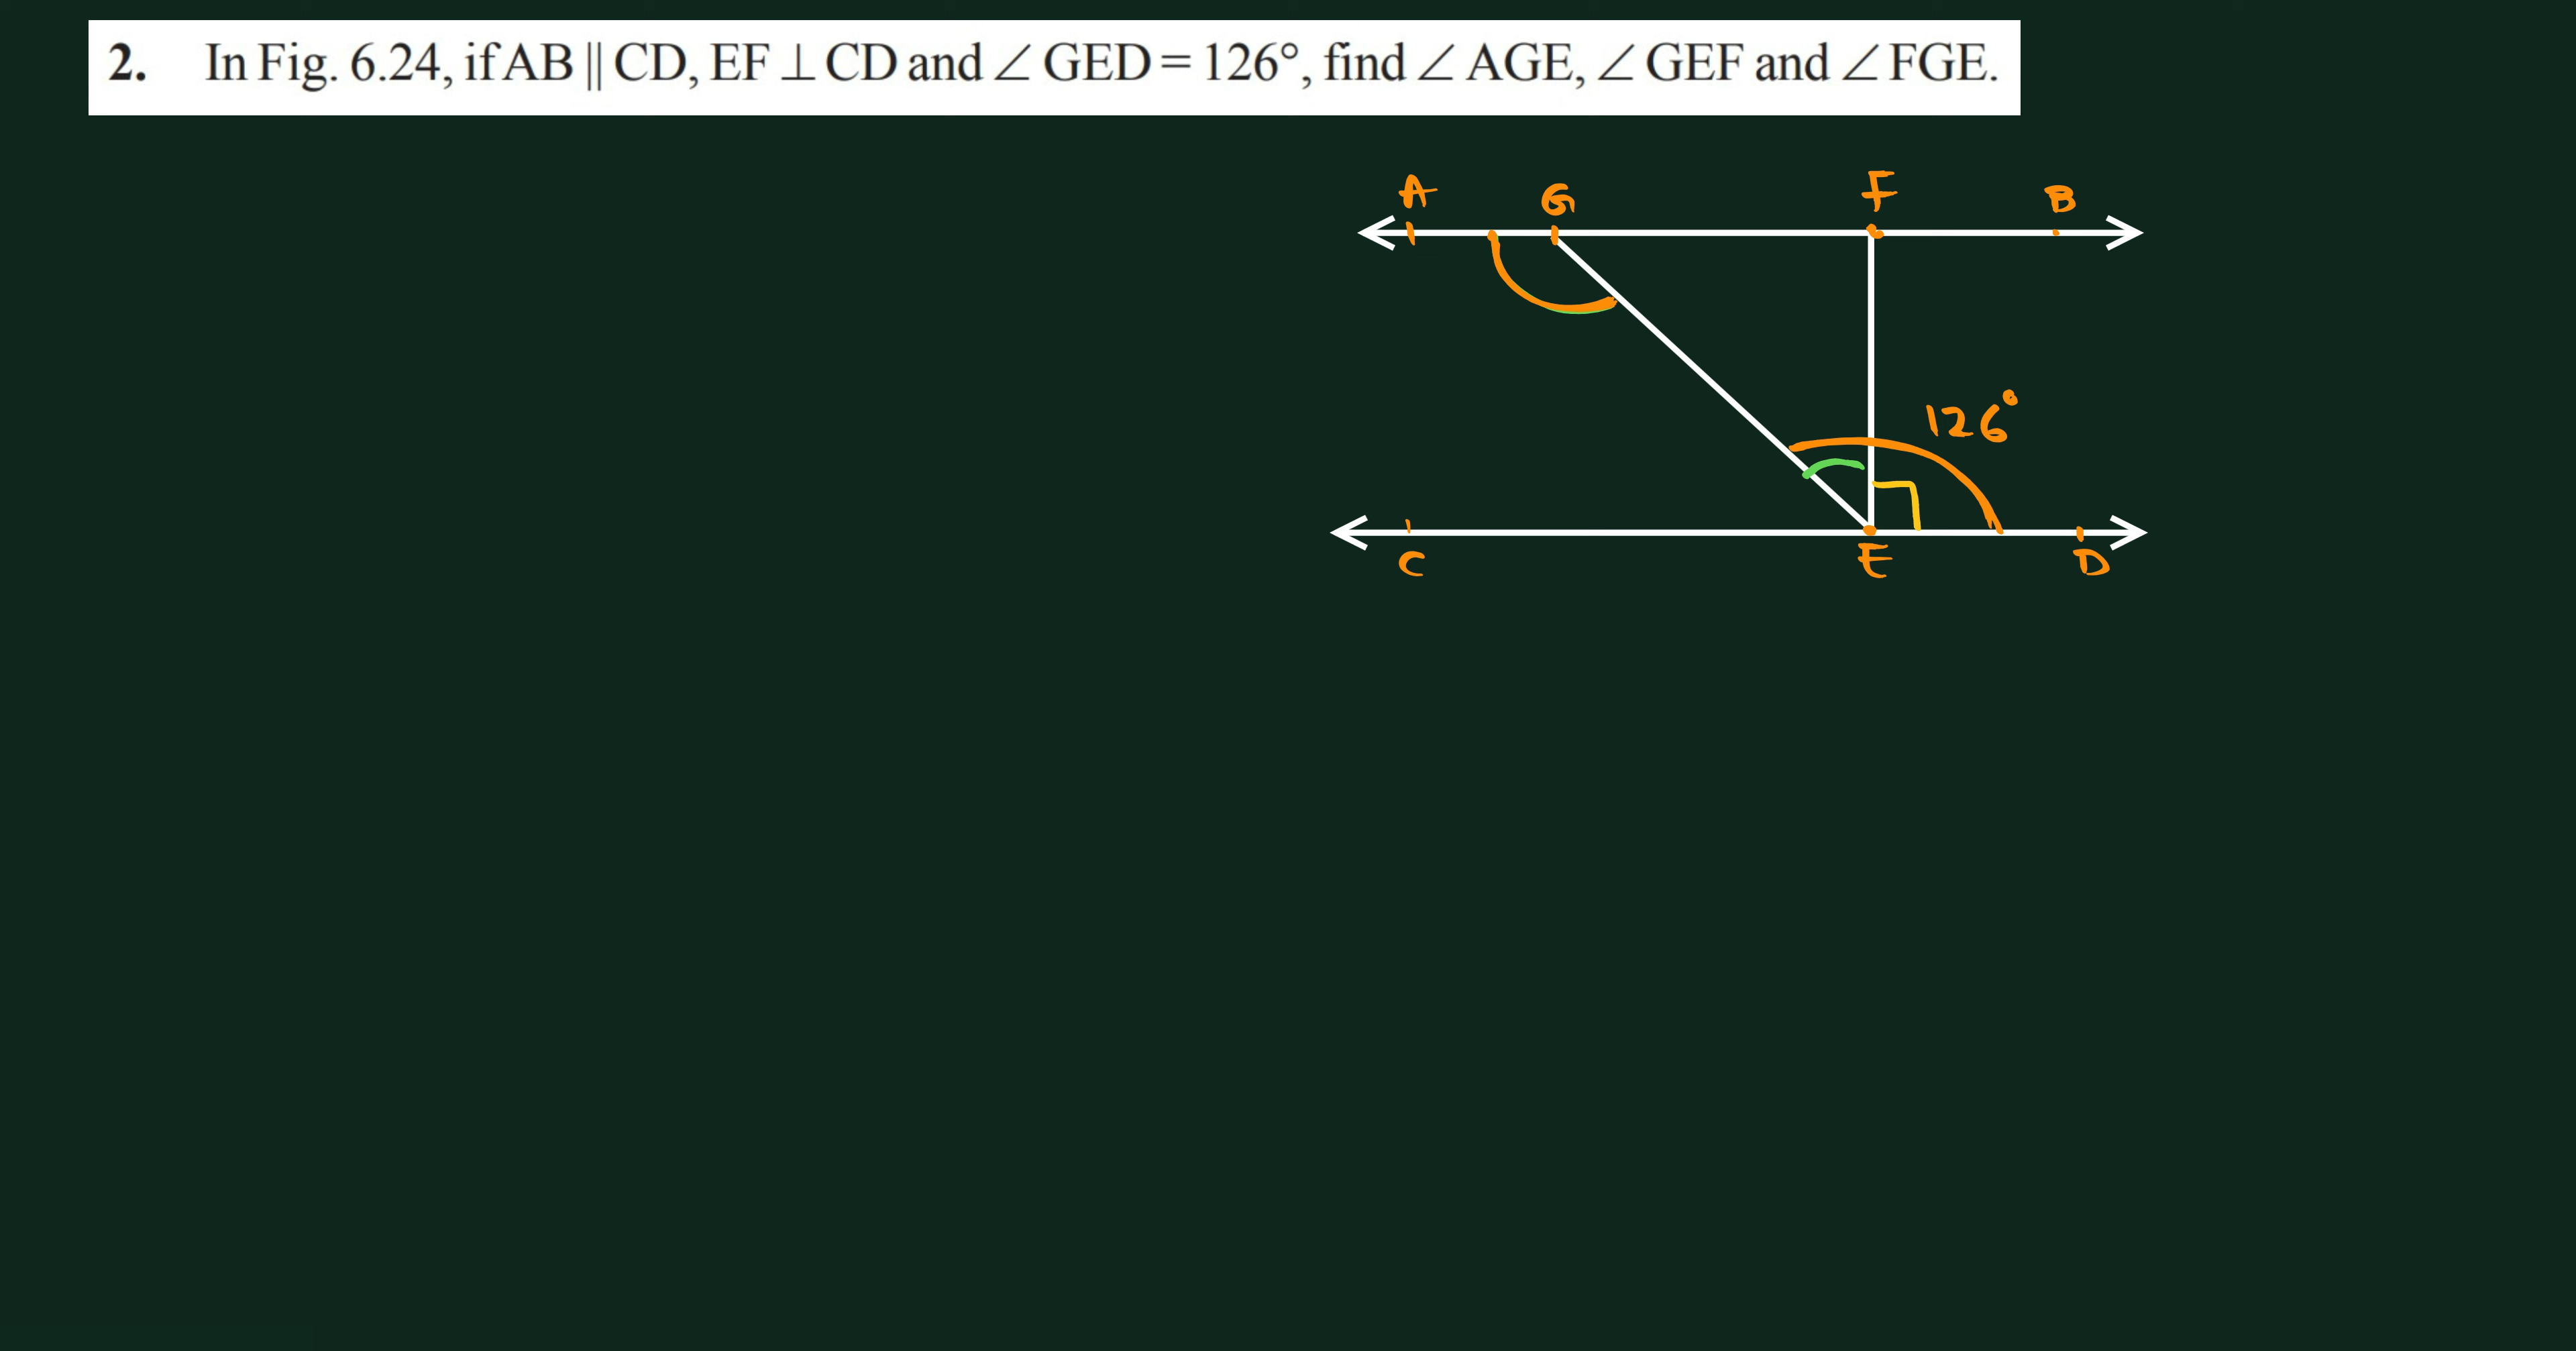 2. In Fig. 6.24, if AB || CD, EF ⊥ CD and ∠ GED = 126°, find ∠ AGE, ∠ GEF and ∠ FGE.
A G F B
126°
C E D